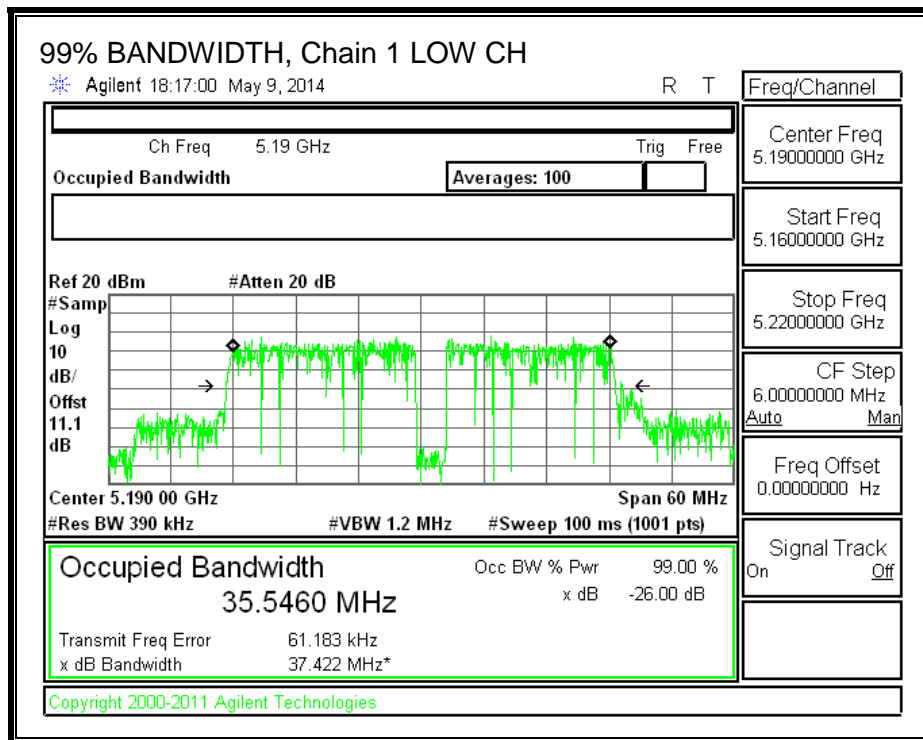 99% BANDWIDTH, Chain 1 LOW CH
Agilent 18:17:00 May 9, 2014 R T
Ch Freq 5.19 GHz Trig Free
Occupied Bandwidth Averages: 100
Ref 20 dBm #Atten 20 dB
#Samp
Log
10
dB/
Offst
11.1
dB
Center 5.190 00 GHz Span 60 MHz
#Res BW 390 kHz #VBW 1.2 MHz #Sweep 100 ms (1001 pts)
Occupied Bandwidth Occ BW % Pwr 99.00 %
35.5460 MHz x dB -26.00 dB
Transmit Freq Error 61.183 kHz
x dB Bandwidth 37.422 MHz*
Copyright 2000-2011 Agilent Technologies
Freq/Channel
Center Freq
5.19000000 GHz
Start Freq
5.16000000 GHz
Stop Freq
5.22000000 GHz
CF Step
6.00000000 MHz
Auto Man
Freq Offset
0.00000000 Hz
Signal Track
On Off